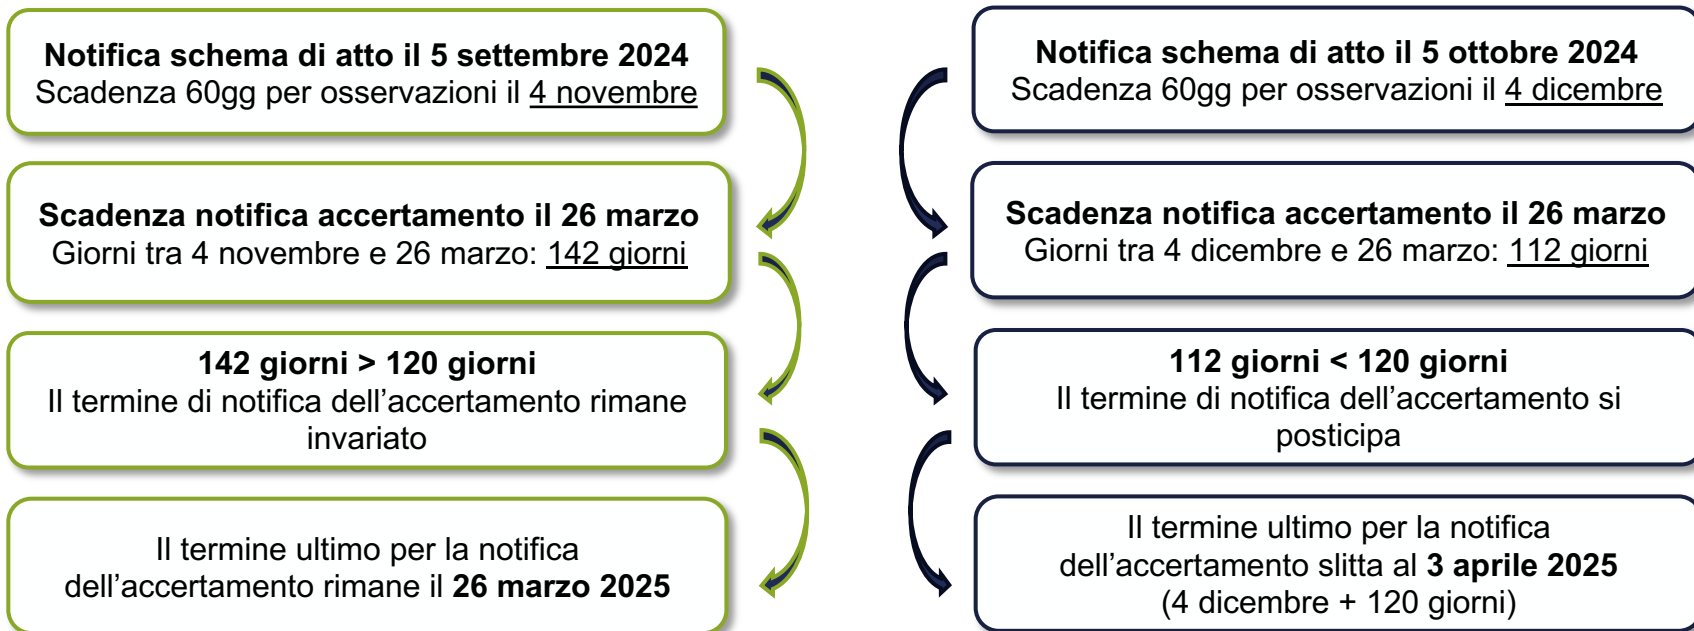 Notifica schema di atto il 5 settembre 2024
Scadenza 60gg per osservazioni il 4 novembre
Scadenza notifica accertamento il 26 marzo
Giorni tra 4 novembre e 26 marzo: 142 giorni
142 giorni > 120 giorni
Il termine di notifica dell’accertamento rimane
invariato
Il termine ultimo per la notifica
dell’accertamento rimane il 26 marzo 2025
Notifica schema di atto il 5 ottobre 2024
Scadenza 60gg per osservazioni il 4 dicembre
Scadenza notifica accertamento il 26 marzo
Giorni tra 4 dicembre e 26 marzo: 112 giorni
112 giorni < 120 giorni
Il termine di notifica dell’accertamento si
posticipa
Il termine ultimo per la notifica
dell’accertamento slitta al 3 aprile 2025
(4 dicembre + 120 giorni)